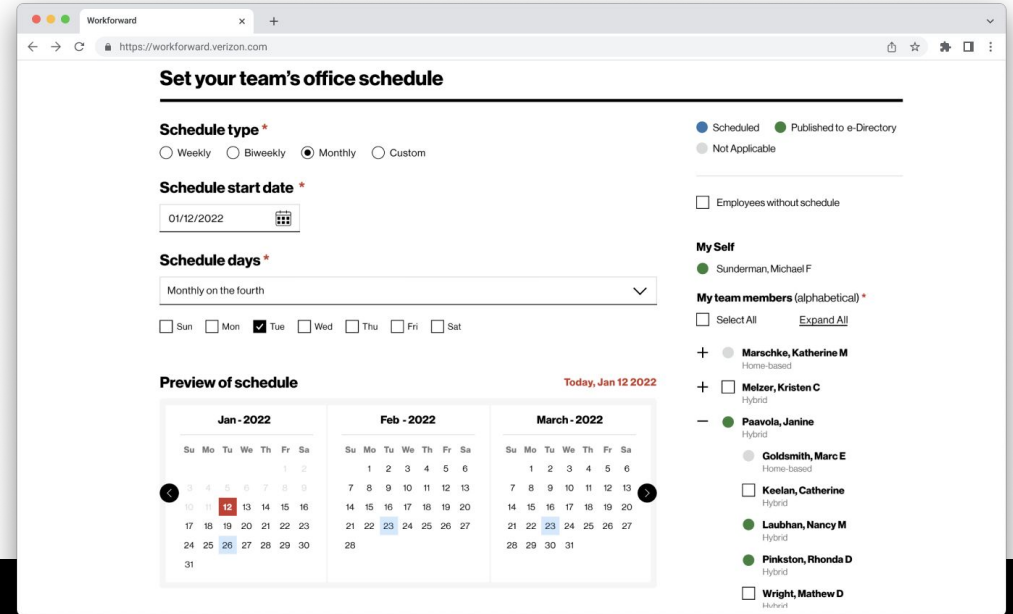 Workforward
https://workforward.verizon.com
Set your team's office schedule
Schedule type *
Weekly Biweekly Monthly Custom
Schedule start date *
01/12/2022
Schedule days *
Monthly on the fourth
Sun Mon Tue Wed Thu Fri Sat
Preview of schedule Today, Jan 12 2022
Jan - 2022
Su Mo Tu We Th Fr Sa
1 2
3 4 5 6 7 8 9
10 11 12 13 14 15 16
17 18 19 20 21 22 23
24 25 26 27 28 29 30
31
Feb - 2022
Su Mo Tu We Th Fr Sa
1 2 3 4 5 6
7 8 9 10 11 12 13
14 15 16 17 18 19 20
21 22 23 24 25 26 27
28
March - 2022
Su Mo Tu We Th Fr Sa
1 2 3 4 5 6
7 8 9 10 11 12 13
14 15 16 17 18 19 20
21 22 23 24 25 26 27
28 29 30 31
Scheduled Published to e-Directory
Not Applicable
Employees without schedule
My Self
Sunderman, Michael F
My team members (alphabetical) *
Select All Expand All
Marschke, Katherine M
Home-based
Melzer, Kristen C
Hybrid
Paavola, Janine
Hybrid
Goldsmith, Marc E
Home-based
Keelan, Catherine
Hybrid
Laubhan, Nancy M
Hybrid
Pinkston, Rhonda D
Hybrid
Wright, Mathew D
Hybrid